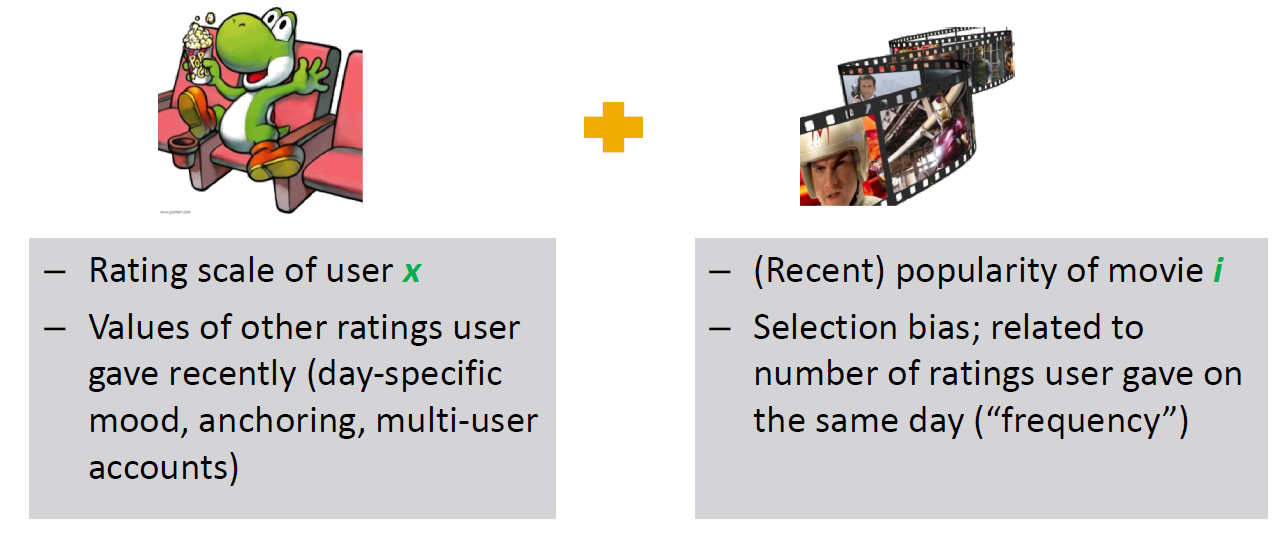 – Rating scale of user x
– Values of other ratings user
gave recently (day-specific
mood, anchoring, multi-user
accounts)
– (Recent) popularity of movie i
– Selection bias; related to
number of ratings user gave on
the same day (“frequency”)